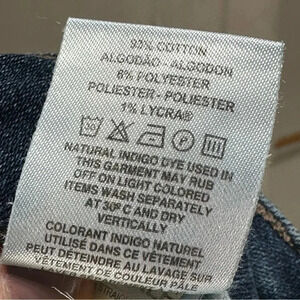 93% COTTON
ALGODÃO - ALGODON
6% POLYESTER
POLIESTER - POLIESTER
1% LYCRA®
30
NATURAL INDIGO DYE USED IN
THIS GARMENT MAY RUB
OFF ON LIGHT COLORED
ITEMS WASH SEPARATELY
AT 30º C AND DRY
VERTICALLY
COLORANT INDIGO NATUREL
UTILISÉ DANS CE VÊTEMENT
PEUT DÉTEINDRE AU LAVAGE SUR
VÊTEMENT DE COULEUR PÂLE